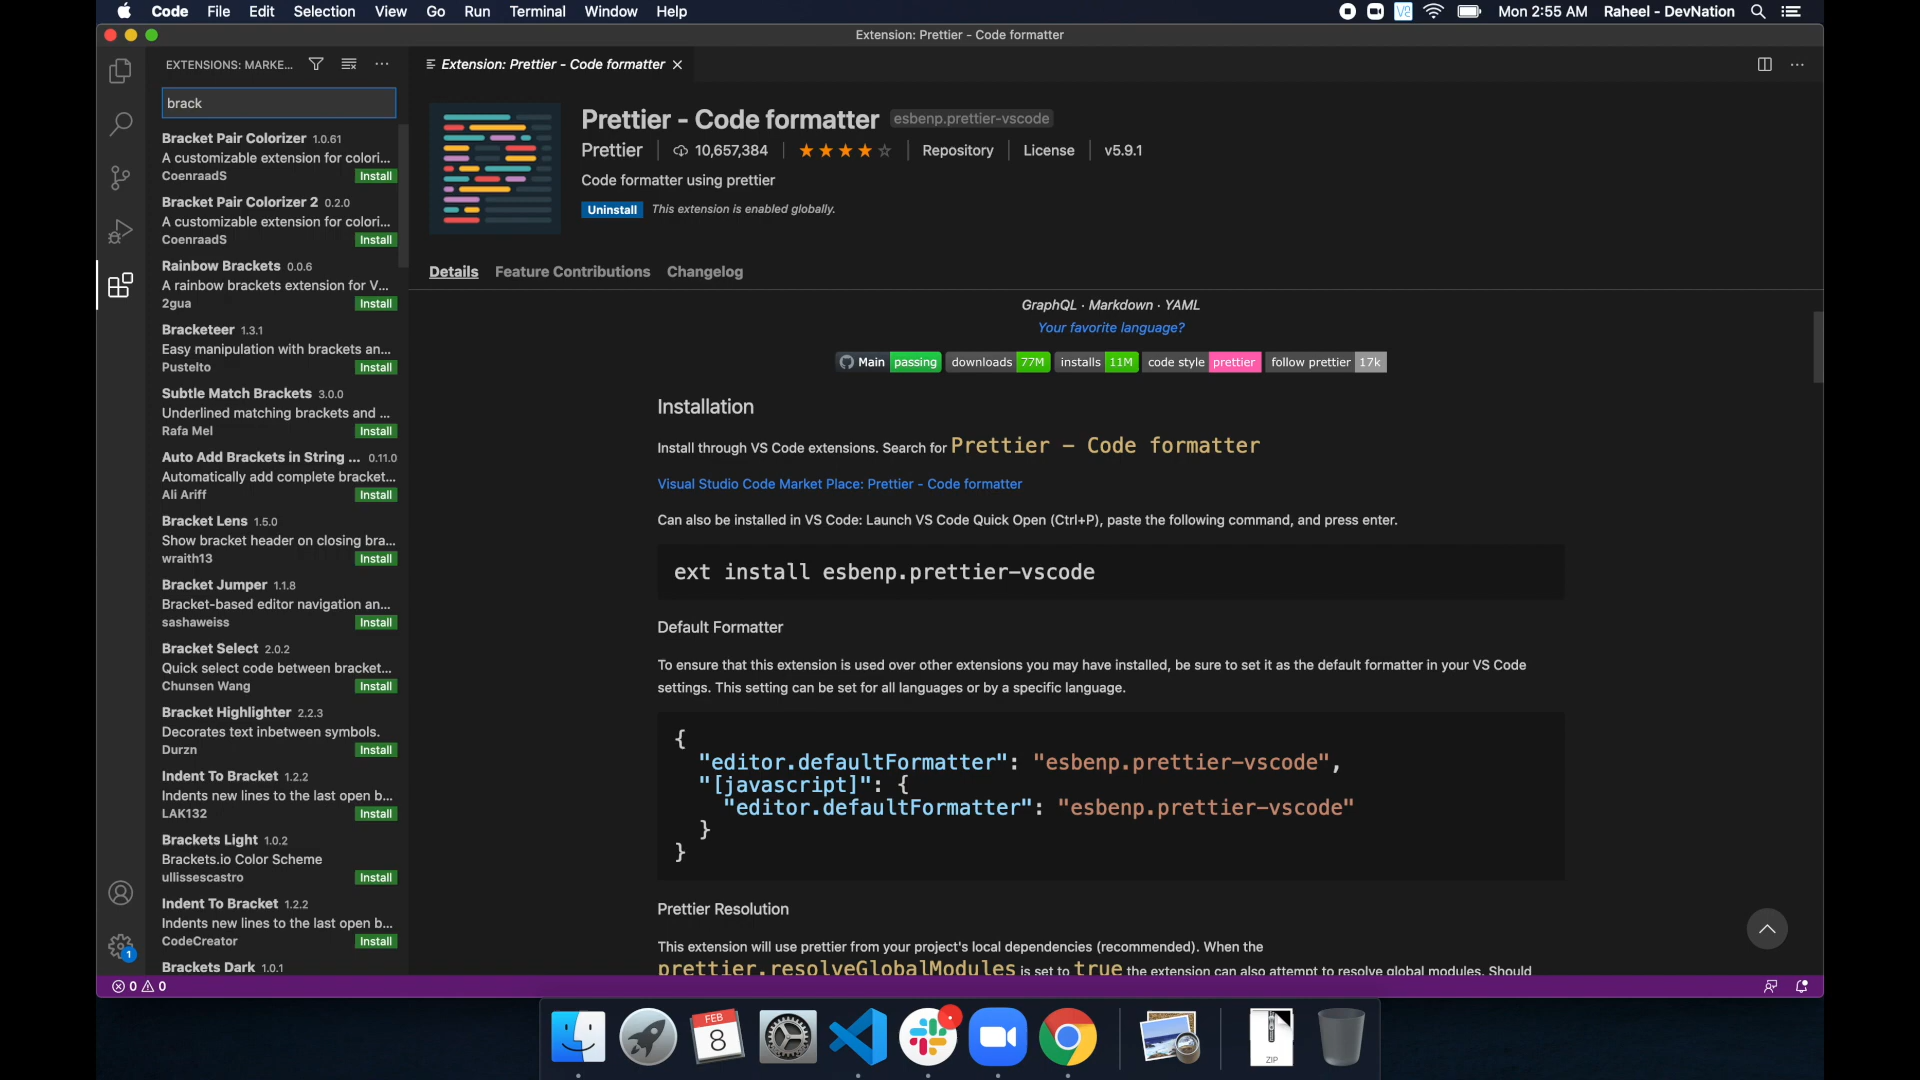 Code File Edit Selection View Go Run Terminal Window Help
Mon 2:55 AM Raheel - DevNation
Extension: Prettier - Code formatter
EXTENSIONS: MARKE...
Extension: Prettier - Code formatter
brack
Bracket Pair Colorizer 1.0.61
A customizable extension for colori...
CoenraadS Install
Bracket Pair Colorizer 2 0.2.0
A customizable extension for colori...
CoenraadS Install
Rainbow Brackets 0.0.6
A rainbow brackets extension for V...
2gua Install
Bracketeer 1.3.1
Easy manipulation with brackets an...
Pustelto Install
Subtle Match Brackets 3.0.0
Underlined matching brackets and ...
Rafa Mel Install
Auto Add Brackets in String ... 0.11.0
Automatically add complete bracket...
Ali Ariff Install
Bracket Lens 1.5.0
Show bracket header on closing bra...
wraith13 Install
Bracket Jumper 1.1.8
Bracket-based editor navigation an...
sashaweiss Install
Bracket Select 2.0.2
Quick select code between bracket...
Chunsen Wang Install
Bracket Highlighter 2.2.3
Decorates text inbetween symbols.
Durzn Install
Indent To Bracket 1.2.2
Indents new lines to the last open b...
LAK132 Install
Brackets Light 1.0.2
Brackets.io Color Scheme
ullissescastro Install
Indent To Bracket 1.2.2
Indents new lines to the last open b...
CodeCreator Install
Brackets Dark 1.0.1
Prettier - Code formatter esbenp.prettier-vscode
Prettier 10,657,384 Repository License v5.9.1
Code formatter using prettier
Uninstall This extension is enabled globally.
Details Feature Contributions Changelog
GraphQL · Markdown · YAML
Your favorite language?
Main passing downloads 77M installs 11M code style prettier follow prettier 17k
Installation
Install through VS Code extensions. Search for Prettier - Code formatter
Visual Studio Code Market Place: Prettier - Code formatter
Can also be installed in VS Code: Launch VS Code Quick Open (Ctrl+P), paste the following command, and press enter.
ext install esbenp.prettier-vscode
Default Formatter
To ensure that this extension is used over other extensions you may have installed, be sure to set it as the default formatter in your VS Code
settings. This setting can be set for all languages or by a specific language.
{
"editor.defaultFormatter": "esbenp.prettier-vscode",
"[javascript]": {
"editor.defaultFormatter": "esbenp.prettier-vscode"
}
}
Prettier Resolution
This extension will use prettier from your project's local dependencies (recommended). When the
prettier.resolveGlobalModules is set to true the extension can also attempt to resolve global modules. Should
1
0 0
FEB
8
ZIP